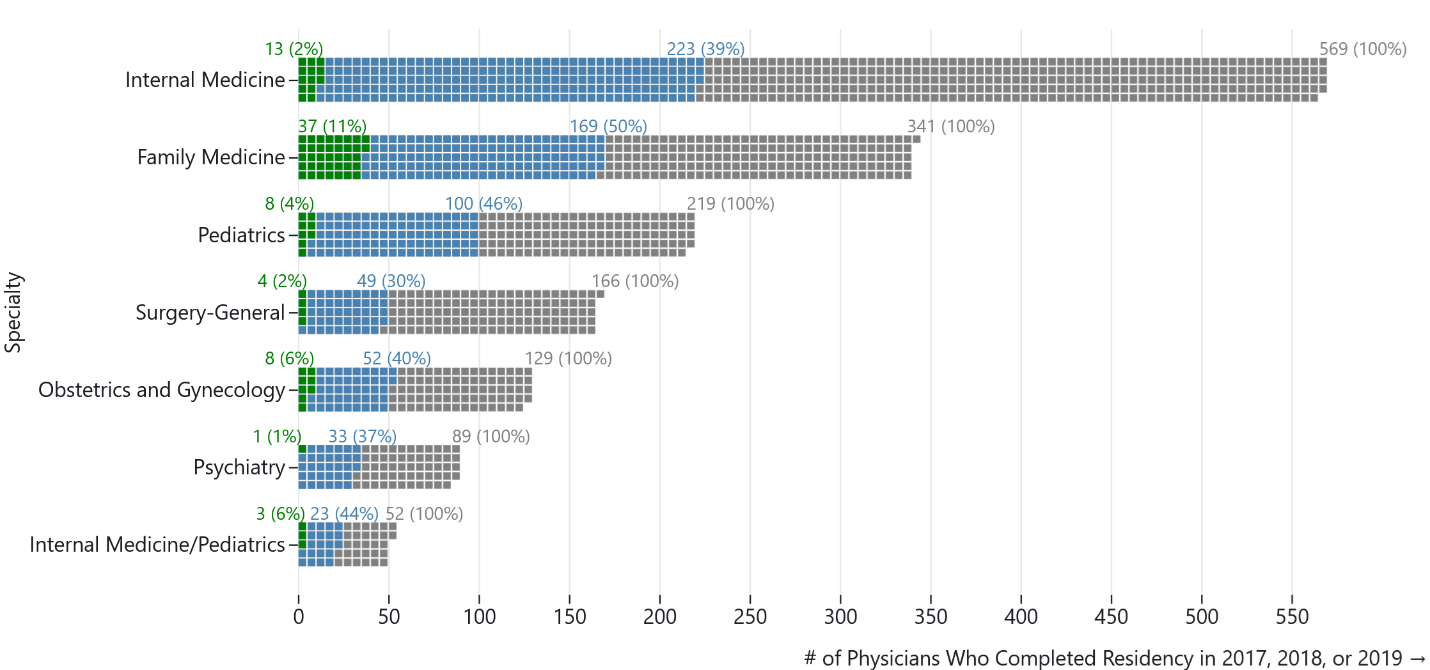 13 (2%) 223 (39%) 569 (100%)
Internal Medicine
37 (11%) 169 (50%) 341 (100%)
Family Medicine
8 (4%) 100 (46%) 219 (100%)
Pediatrics
4 (2%) 49 (30%) 166 (100%)
Surgery-General
8 (6%) 52 (40%) 129 (100%)
Obstetrics and Gynecology
1 (1%) 33 (37%) 89 (100%)
Psychiatry
3 (6%) 23 (44%) 52 (100%)
Internal Medicine/Pediatrics
Specialty
0 50 100 150 200 250 300 350 400 450 500 550
# of Physicians Who Completed Residency in 2017, 2018, or 2019 →